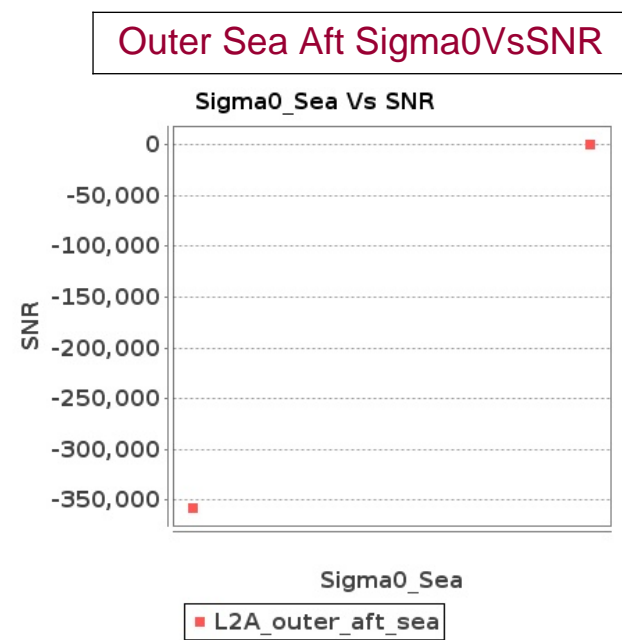 Outer Sea Aft Sigma0VsSNR
Sigma0_Sea Vs SNR
0
-50,000
-100,000
-150,000
-200,000
-250,000
-300,000
-350,000
SNR
Sigma0_Sea
L2A_outer_aft_sea